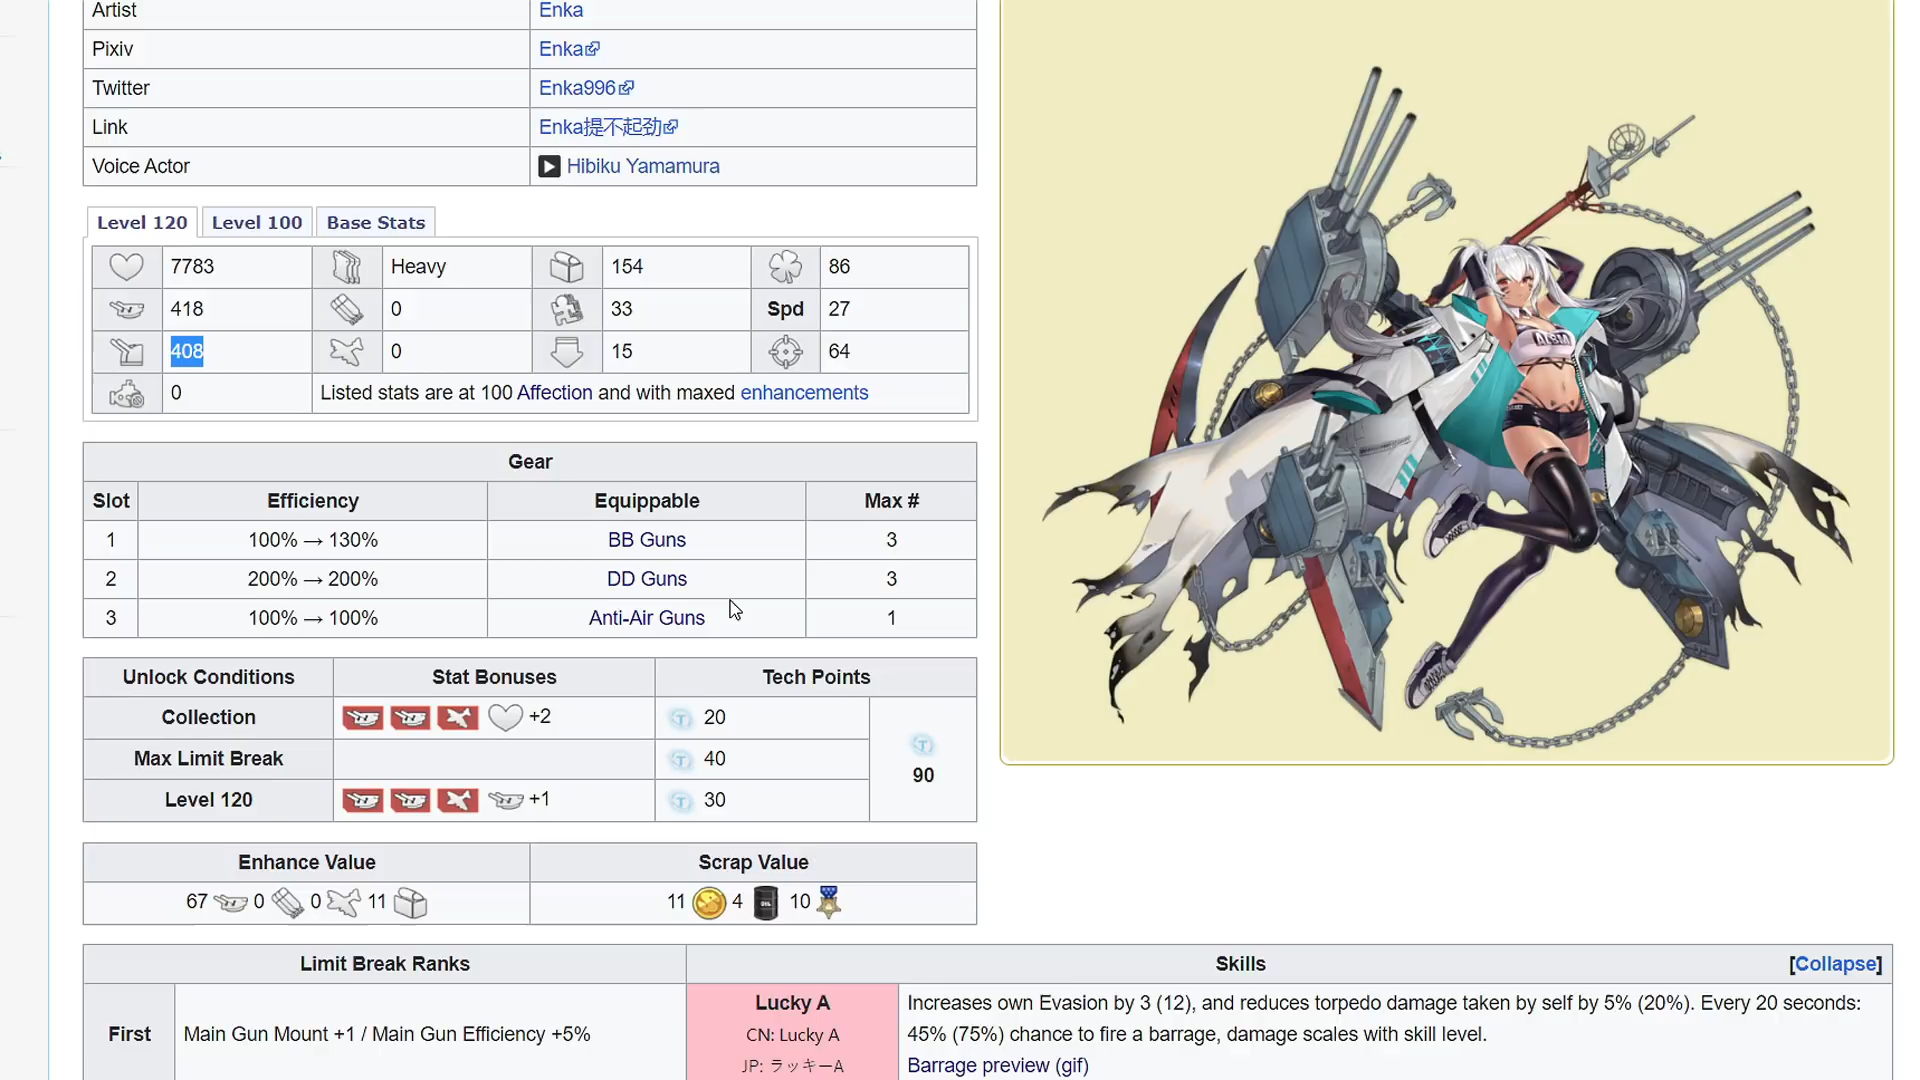 Artist Enka
Pixiv Enka
Twitter Enka996
Link Enka提不起劲
Voice Actor Hibiku Yamamura
Level 120 Level 100 Base Stats
7783 Heavy 154 86
418 0 33 Spd 27
408 0 15 64
0 Listed stats are at 100 Affection and with maxed enhancements
Gear
Slot Efficiency Equippable Max #
1 100% → 130% BB Guns 3
2 200% → 200% DD Guns 3
3 100% → 100% Anti-Air Guns 1
Unlock Conditions Stat Bonuses Tech Points
Collection +2 20
Max Limit Break 40
90
Level 120 +1 30
Enhance Value Scrap Value
67 0 0 11 11 4 10
Limit Break Ranks Skills [Collapse]
First Main Gun Mount +1 / Main Gun Efficiency +5%
Lucky A
CN: Lucky A
JP: ラッキーA
Increases own Evasion by 3 (12), and reduces torpedo damage taken by self by 5% (20%). Every 20 seconds:
45% (75%) chance to fire a barrage, damage scales with skill level.
Barrage preview (gif)